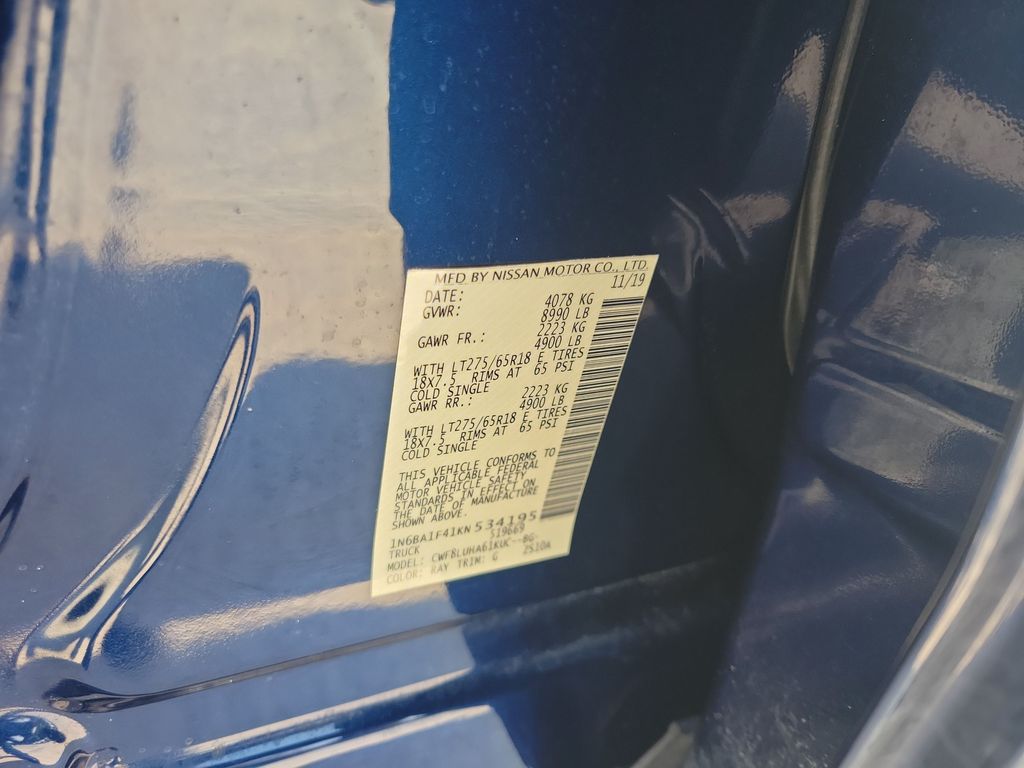 MFD BY NISSAN MOTOR CO., LTD.
DATE: 11/19
GVWR: 4078 KG
8990 LB
GAWR FR.: 2223 KG
4900 LB
WITH LT275/65R18 E TIRES
18X7.5 RIMS AT 65 PSI
COLD SINGLE
GAWR RR.: 2223 KG
4900 LB
WITH LT275/65R18 E TIRES
18X7.5 RIMS AT 65 PSI
COLD SINGLE
THIS VEHICLE CONFORMS TO
ALL APPLICABLE FEDERAL
MOTOR VEHICLE SAFETY
STANDARDS IN EFFECT ON
THE DATE OF MANUFACTURE
SHOWN ABOVE.
1N6BA1F41KN534195
TRUCK 519669
MODEL: CWF8LUHA61KUC--BG-
COLOR: RAY TRIM: G ZS10A